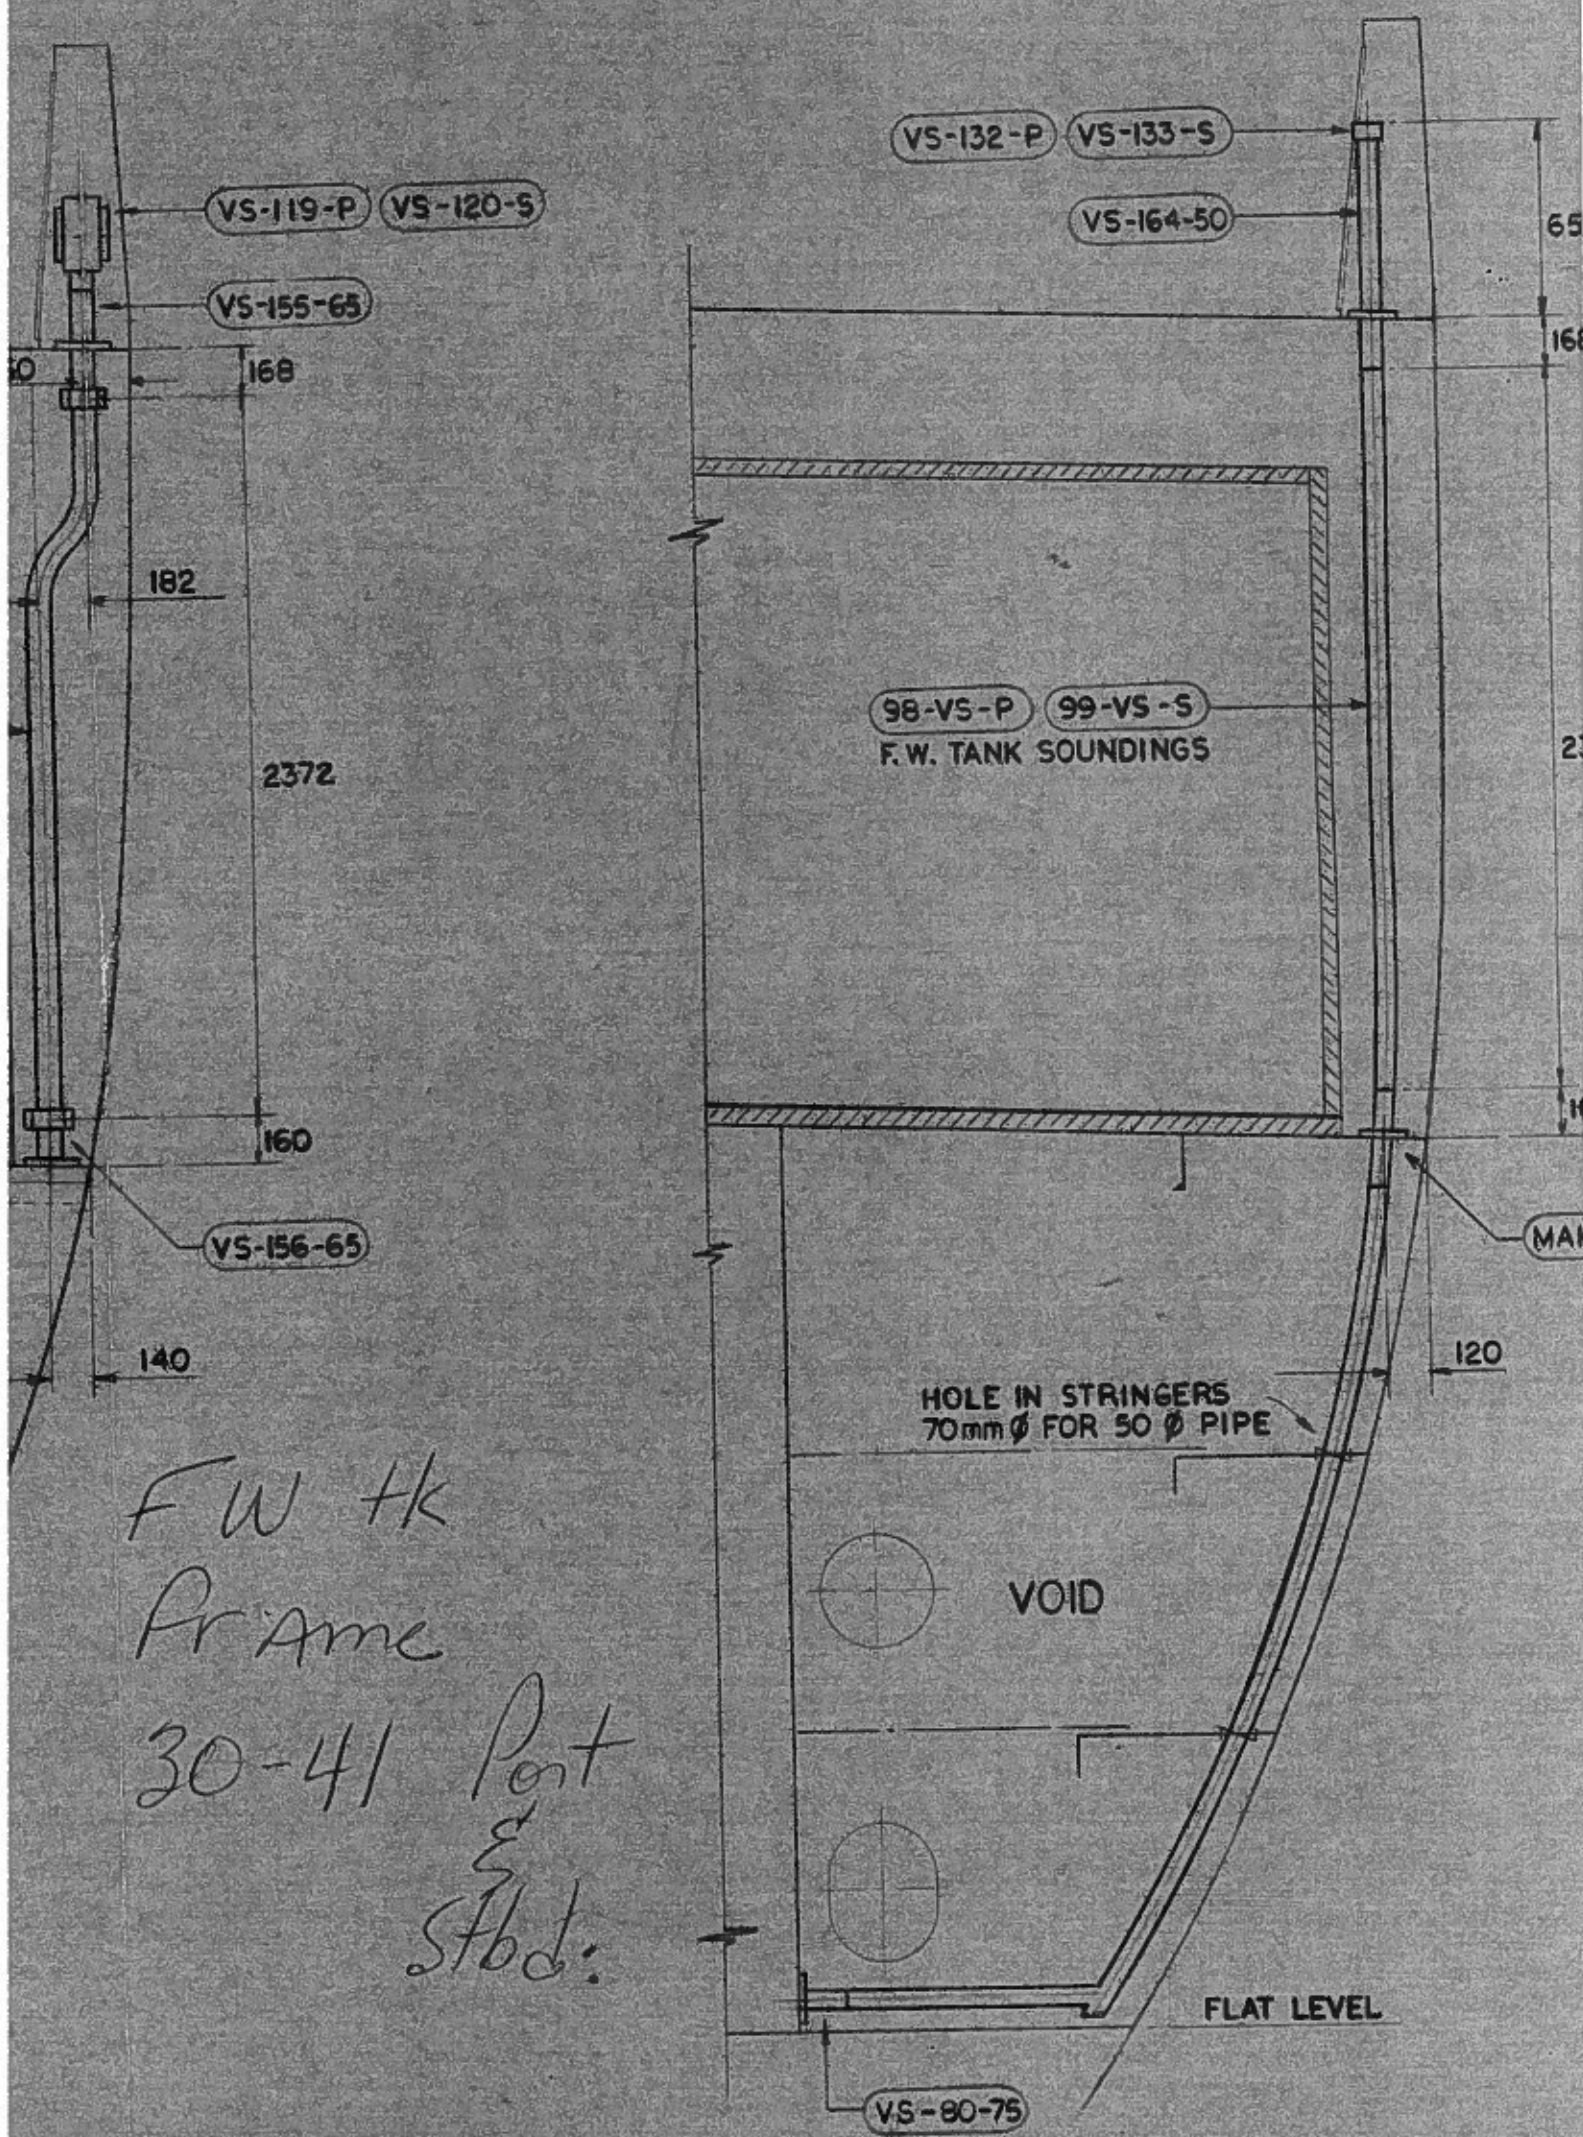 VS-132-P VS-133-S
VS-119-P VS-120-S
VS-164-50
VS-155-65
168
182
98-VS-P 99-VS-S
F.W. TANK SOUNDINGS
2372
160
VS-156-65
140
120
HOLE IN STRINGERS
70mm Ø FOR 50 Ø PIPE
FW tk
frame
VOID
30-41 Port
&
Stbd.
FLAT LEVEL
VS-80-75